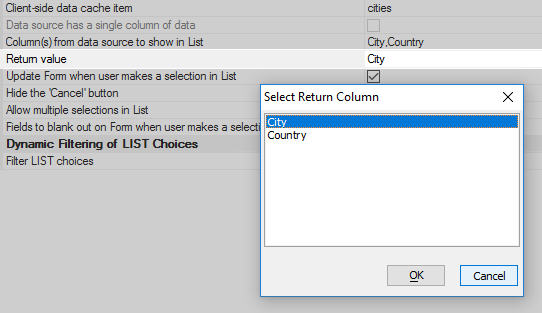 Client-side data cache item cities
Data source has a single column of data
Column(s) from data source to show in List City,Country
Return value City
Update Form when user makes a selection in List
Hide the 'Cancel' button
Allow multiple selections in List
Fields to blank out on Form when user makes a selecti
Dynamic Filtering of LIST Choices
Filter LIST choices
Select Return Column
City
Country
OK
Cancel